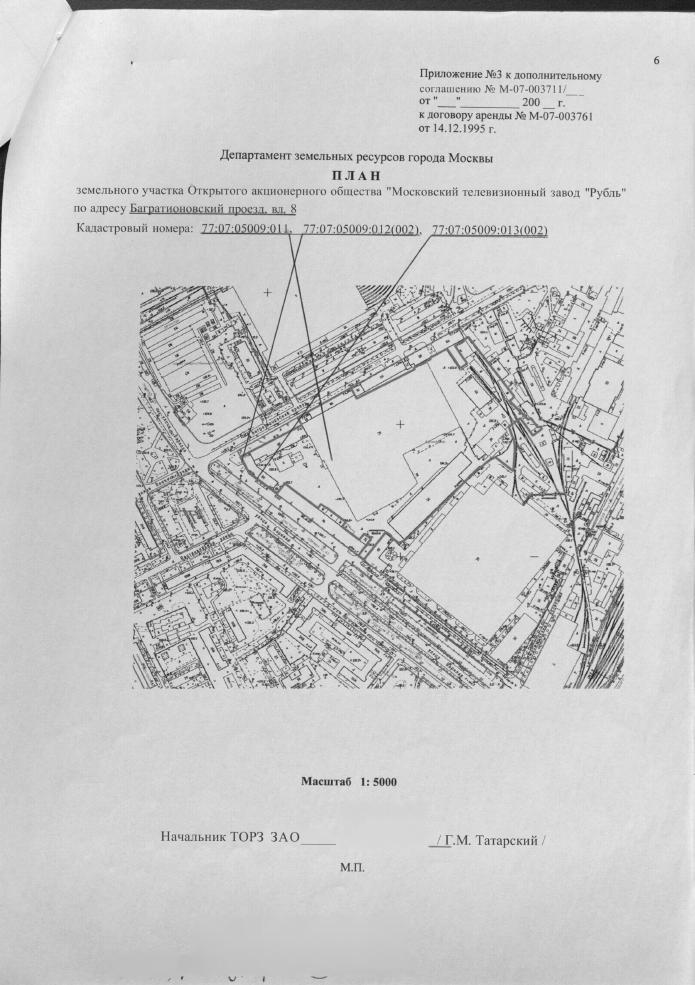 6
Приложение №3 к дополнительному
соглашению № М-07-003711/___
от "___"__________ 200 __ г.
к договору аренды № М-07-003761
от 14.12.1995 г.
Департамент земельных ресурсов города Москвы
П Л А Н
земельного участка Открытого акционерного общества "Московский телевизионный завод "Рубль"
по адресу Багратионовский проезд, вл. 8
Кадастровый номера: 77:07:05009:011, 77:07:05009:012(002), 77:07:05009:013(002)
Масштаб 1: 5000
Начальник ТОРЗ ЗАО_____ __/ Г.М. Татарский /
М.П.